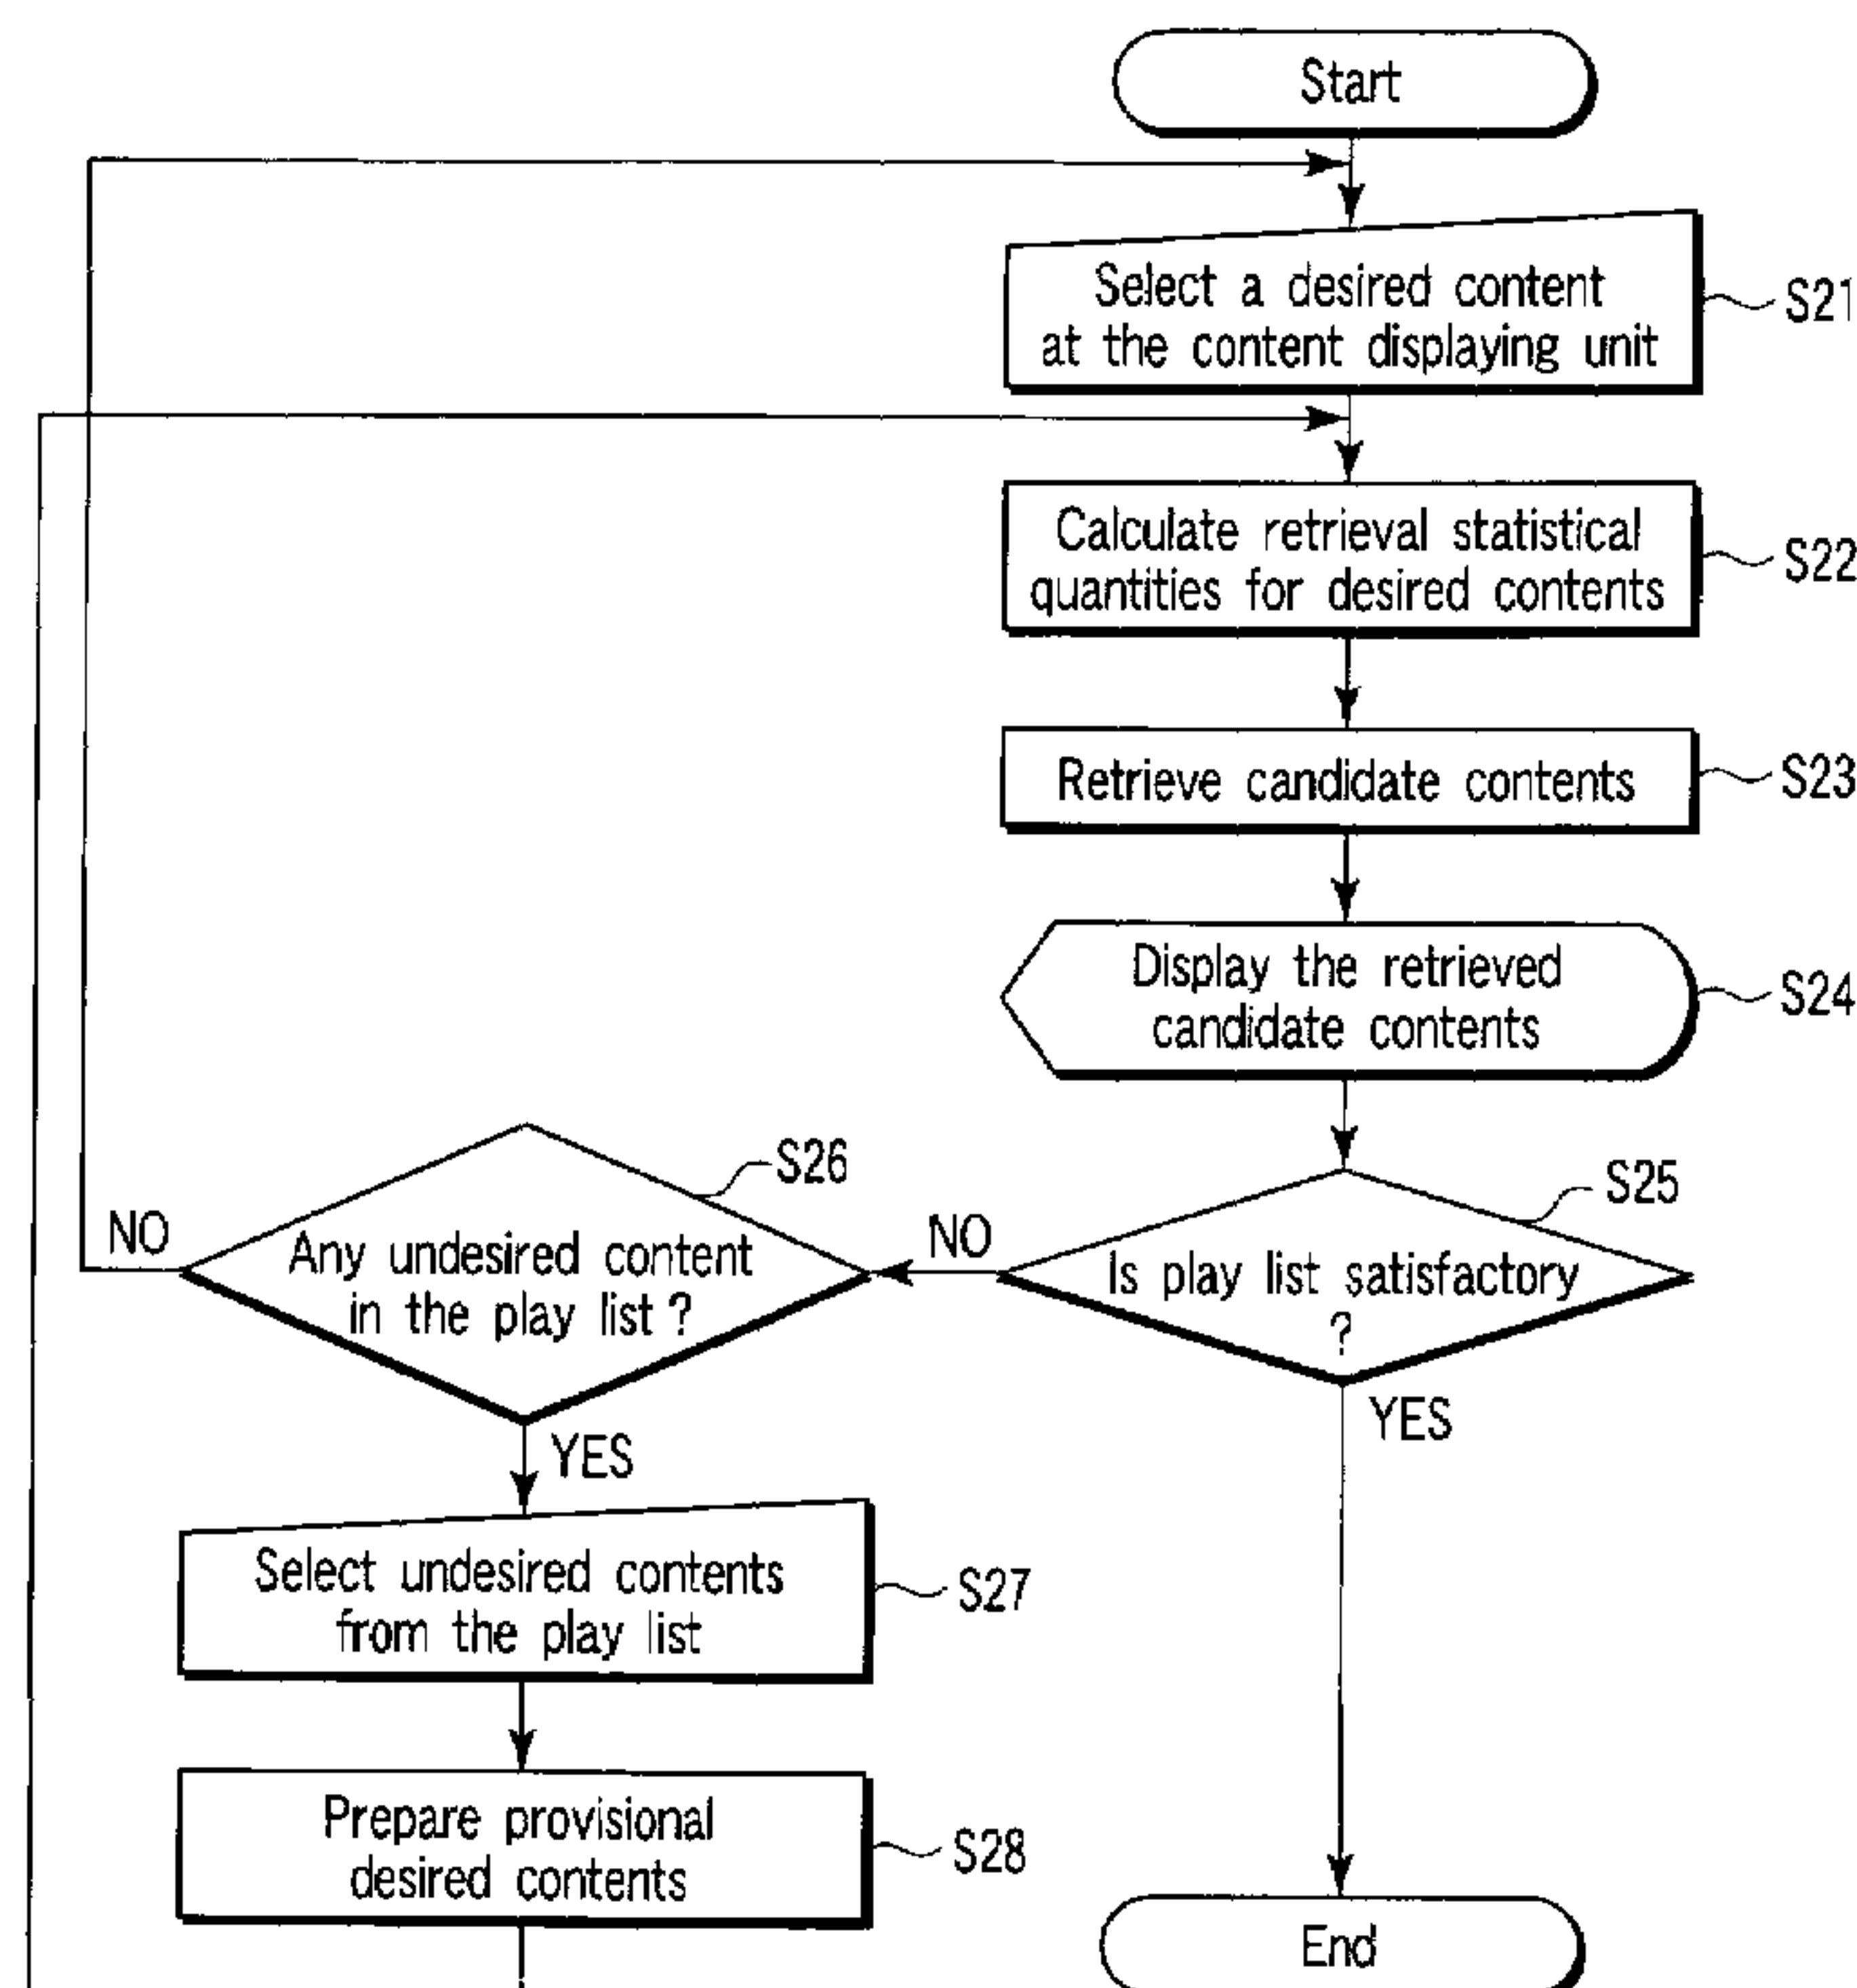 Start
Select a desired content
at the content displaying unit
S21
Calculate retrieval statistical
quantities for desired contents
S22
Retrieve candidate contents
S23
Display the retrieved
candidate contents
S24
S25
Is play list satisfactory
?
NO
YES
S26
Any undesired content
in the play list ?
NO
YES
Select undesired contents
from the play list
S27
Prepare provisional
desired contents
S28
End